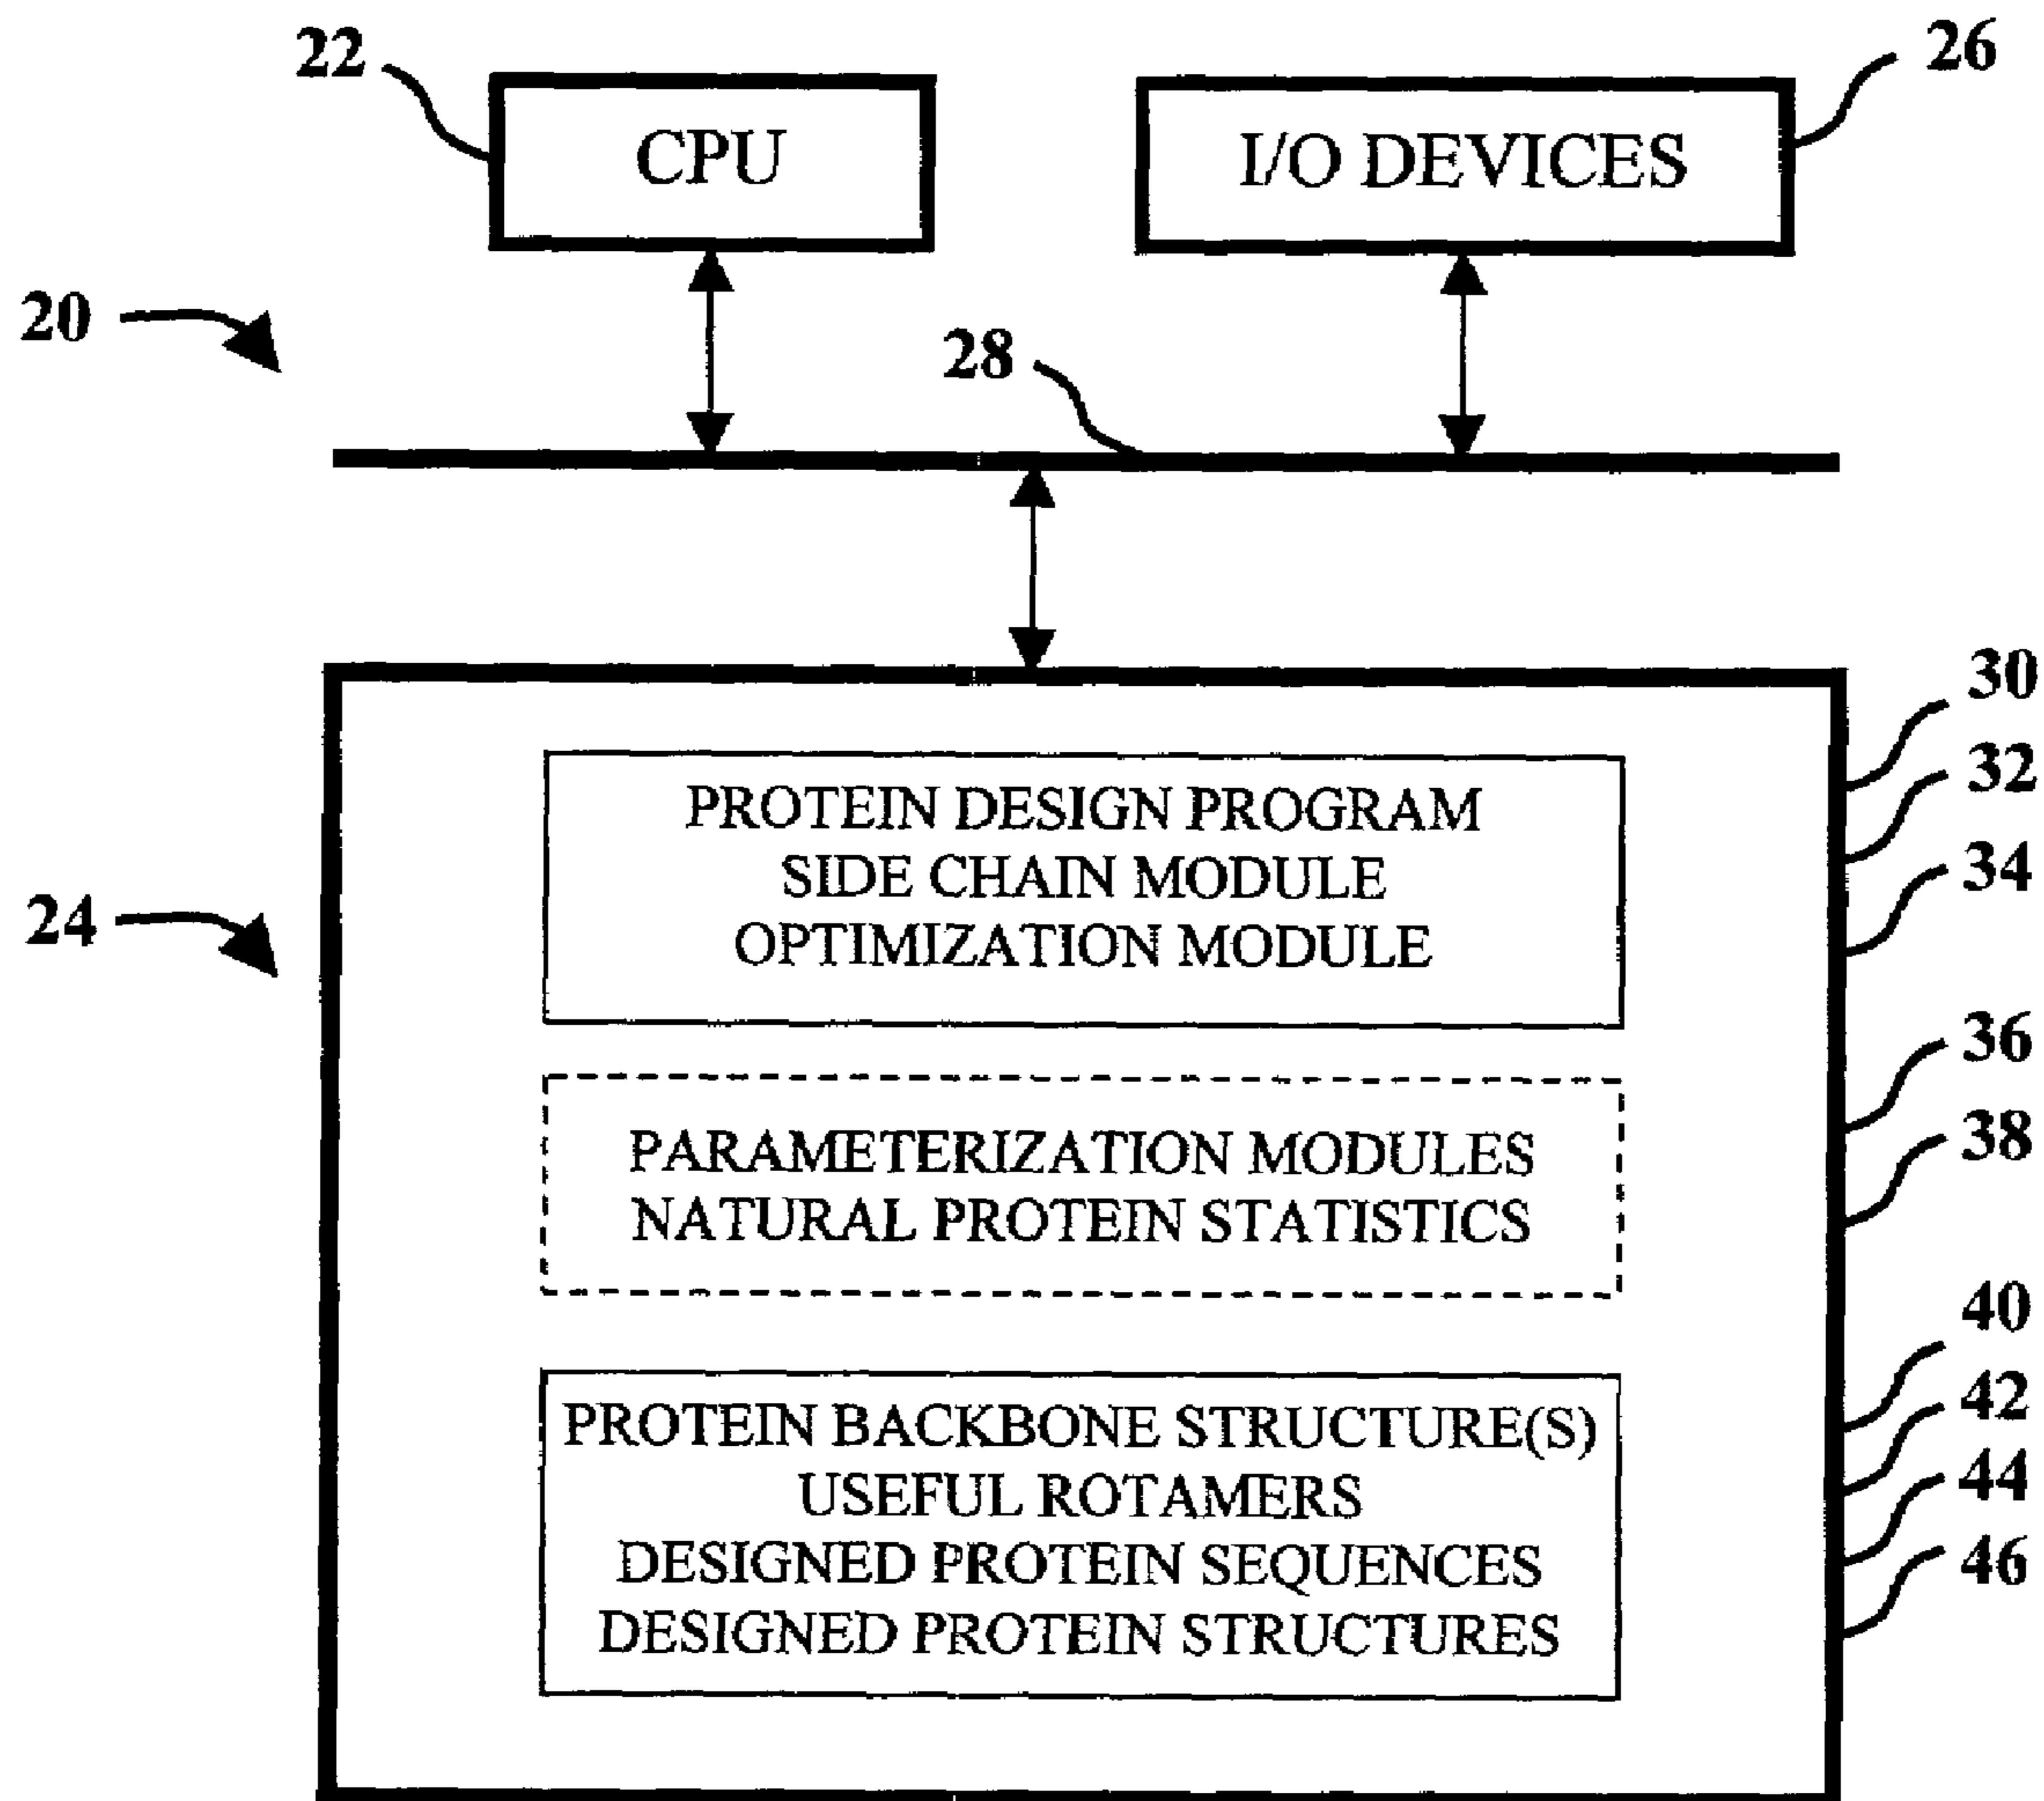 22
CPU
I/O DEVICES
26
20
28
30
PROTEIN DESIGN PROGRAM
32
SIDE CHAIN MODULE
34
OPTIMIZATION MODULE
24
36
PARAMETERIZATION MODULES
38
NATURAL PROTEIN STATISTICS
40
PROTEIN BACKBONE STRUCTURE(S)
42
USEFUL ROTAMERS
44
DESIGNED PROTEIN SEQUENCES
46
DESIGNED PROTEIN STRUCTURES